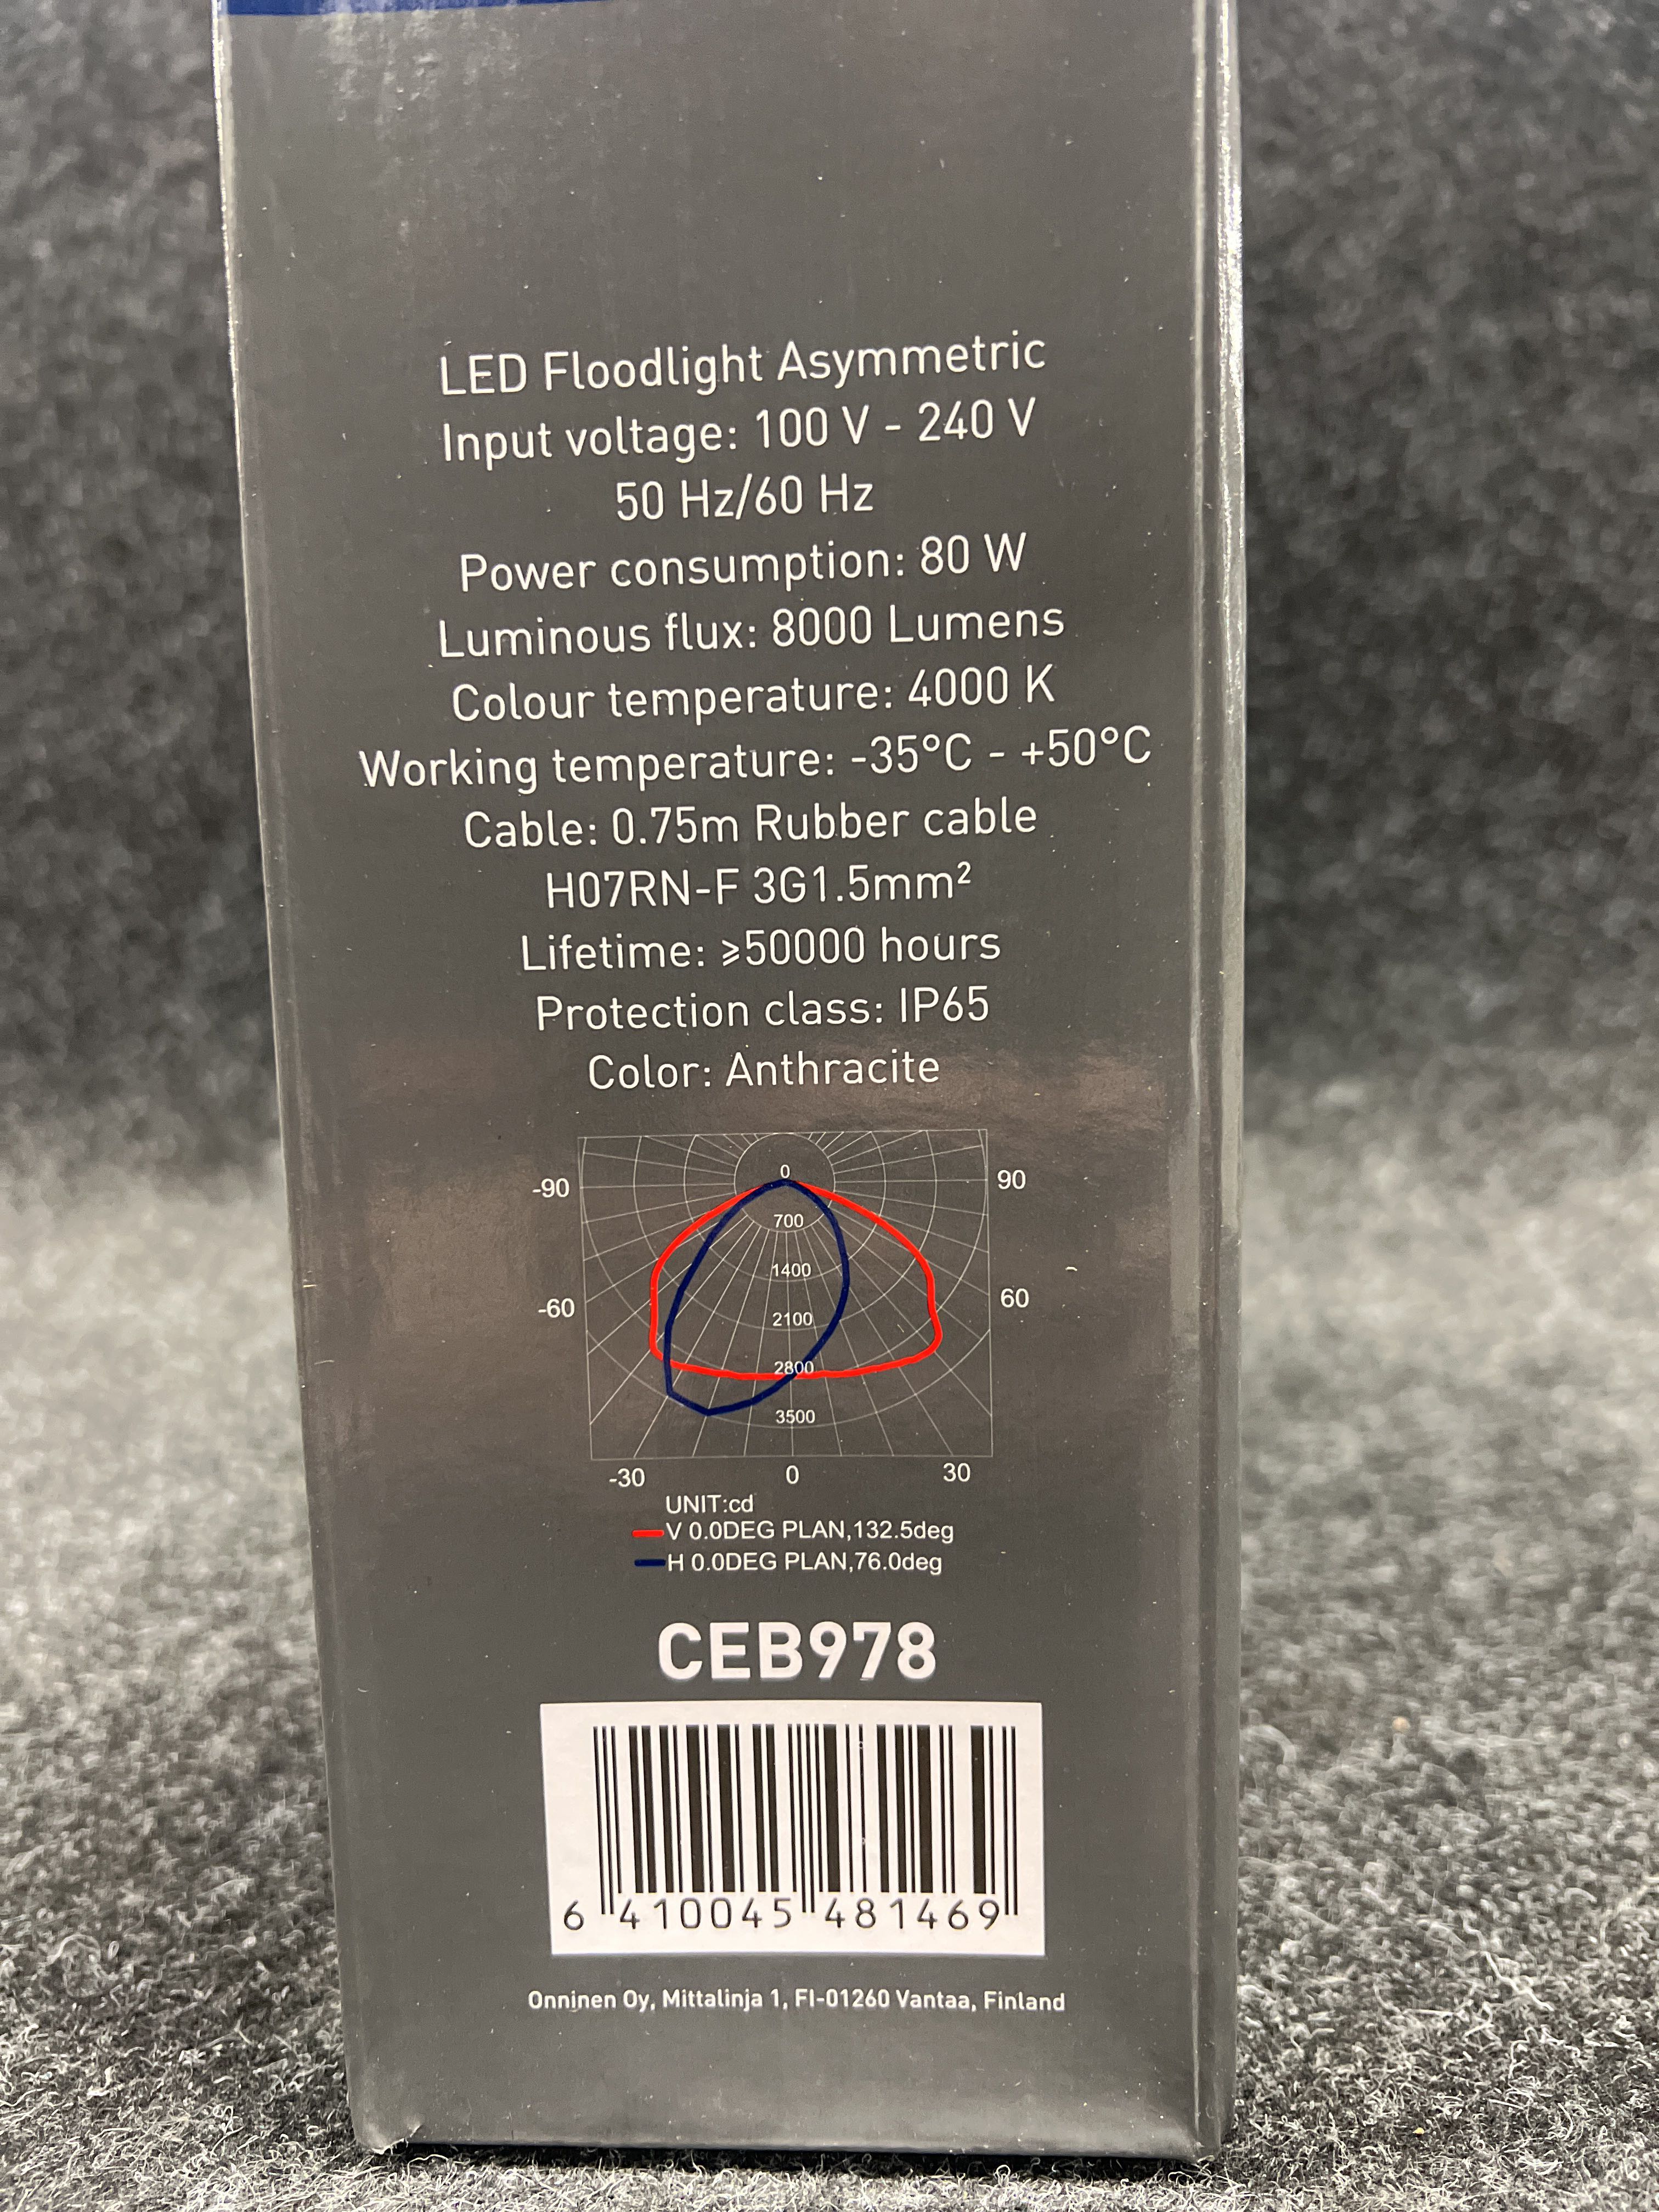 LED Floodlight Asymmetric
Input voltage: 100 V - 240 V
50 Hz/60 Hz
Power consumption: 80 W
Luminous flux: 8000 Lumens
Colour temperature: 4000 K
Working temperature: -35°C - +50°C
Cable: 0.75m Rubber cable
H07RN-F 3G1.5mm²
Lifetime: ≥50000 hours
Protection class: IP65
Color: Anthracite
0
-90 90
700
1400
-60 60
2100
2800
3500
-30 0 30
UNIT:cd
V 0.0DEG PLAN,132.5deg
H 0.0DEG PLAN,76.0deg
CEB978
6 410045 481469
Onninen Oy, Mittalinja 1, FI-01260 Vantaa, Finland